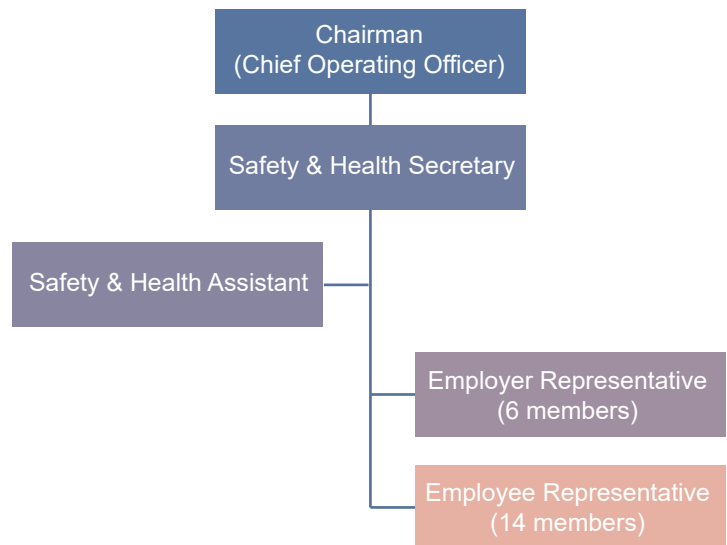 Chairman
(Chief Operating Officer)
Safety & Health Secretary
Safety & Health Assistant
Employer Representative
(6 members)
Employee Representative
(14 members)